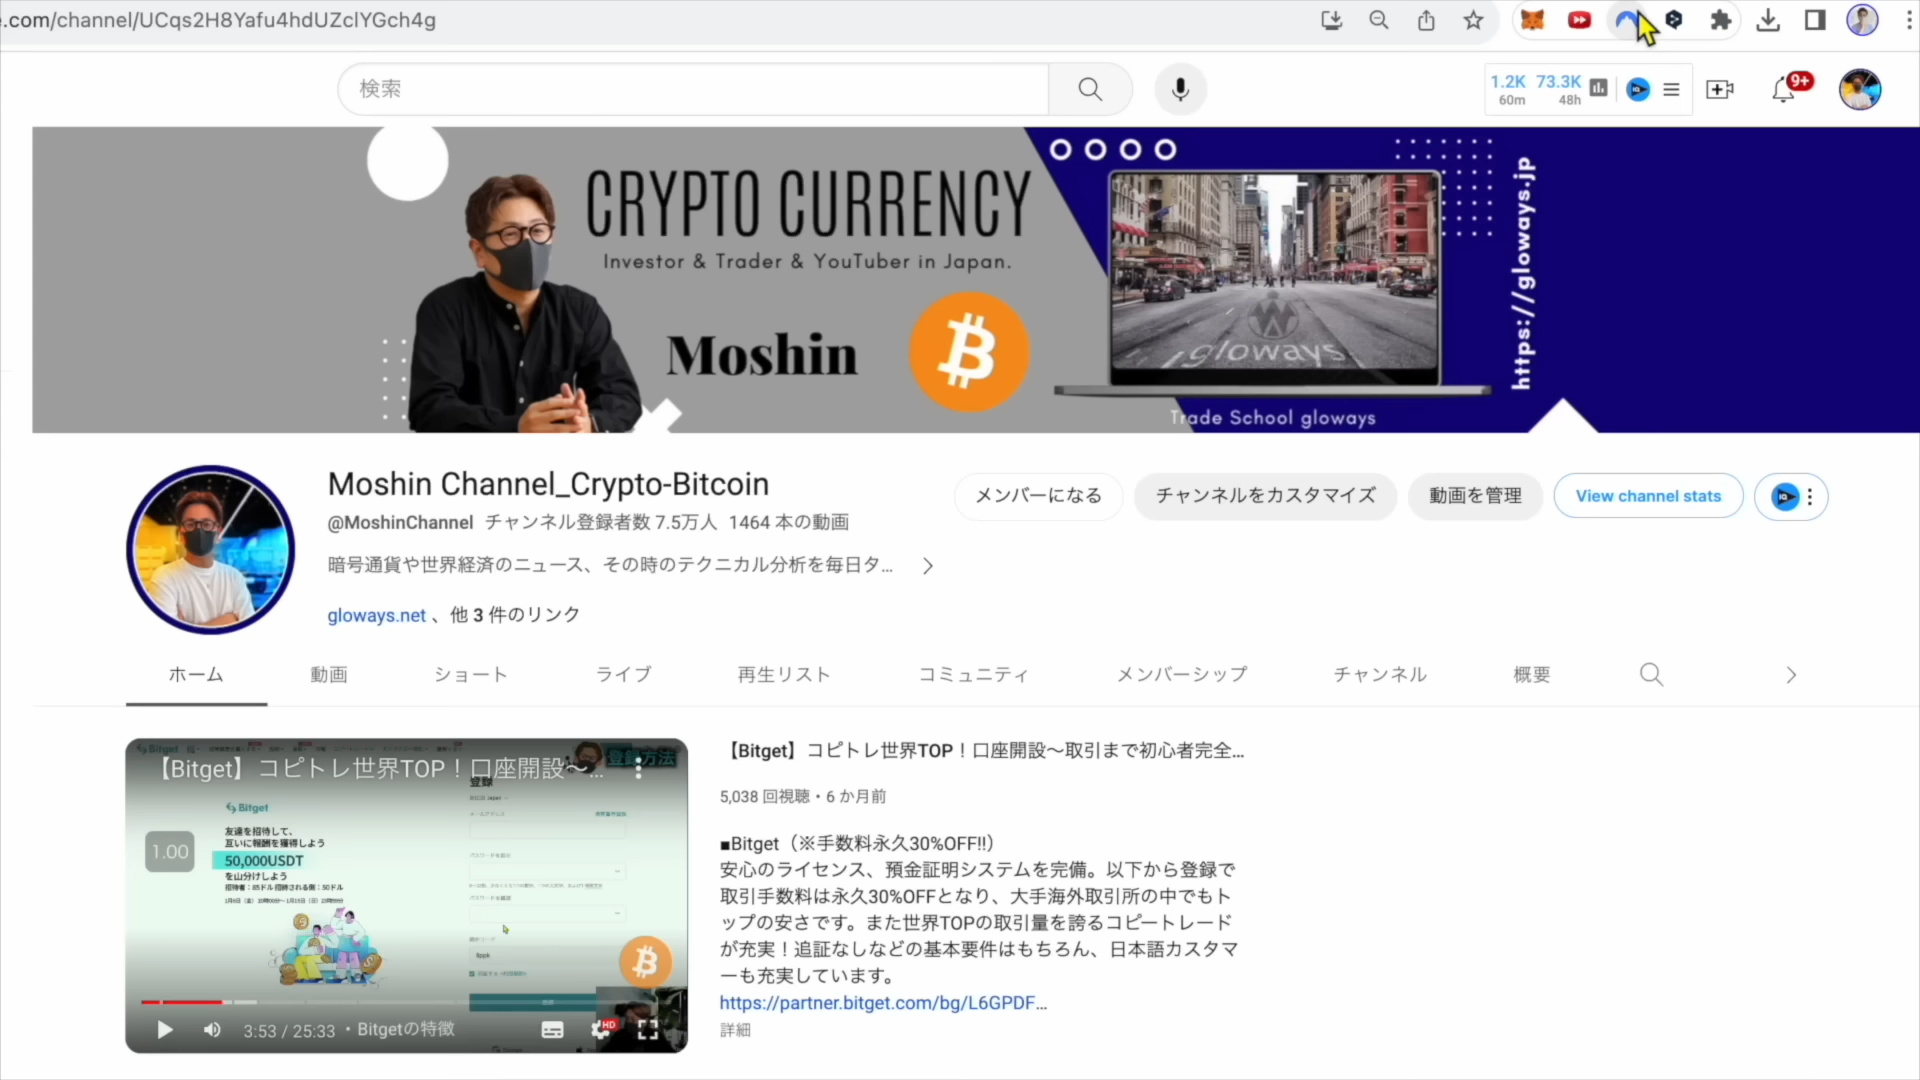 .com/channel/UCqs2H8Yafu4hdUZclYGch4g
検索
1.2K 73.3K
60m 48h
9+
CRYPTO CURRENCY
Investor & Trader & YouTuber in Japan.
Moshin
gloways
Trade School gloways
https://gloways.jp
Moshin Channel_Crypto-Bitcoin
@MoshinChannel チャンネル登録者数 7.5万人 1464 本の動画
暗号通貨や世界経済のニュース、その時のテクニカル分析を毎日タ...
gloways.net 、他 3 件のリンク
メンバーになる
チャンネルをカスタマイズ
動画を管理
View channel stats
ホーム 動画 ショート ライブ 再生リスト コミュニティ メンバーシップ チャンネル 概要
【Bitget】コピトレ世界TOP！口座開設〜...
登録方法
登録
Bitget
友達を招待して、
互いに報酬を獲得しよう
50,000USDT
を山分けしよう
1.00
3:53 / 25:33 ・Bitgetの特徴
HD
【Bitget】コピトレ世界TOP！口座開設〜取引まで初心者完全...
5,038 回視聴・6 か月前
■Bitget（※手数料永久30%OFF!!）
安心のライセンス、預金証明システムを完備。以下から登録で
取引手数料は永久30%OFFとなり、大手海外取引所の中でもト
ップの安さです。また世界TOPの取引量を誇るコピートレード
が充実！追証なしなどの基本要件はもちろん、日本語カスタマ
ーも充実しています。
https://partner.bitget.com/bg/L6GPDF...
詳細